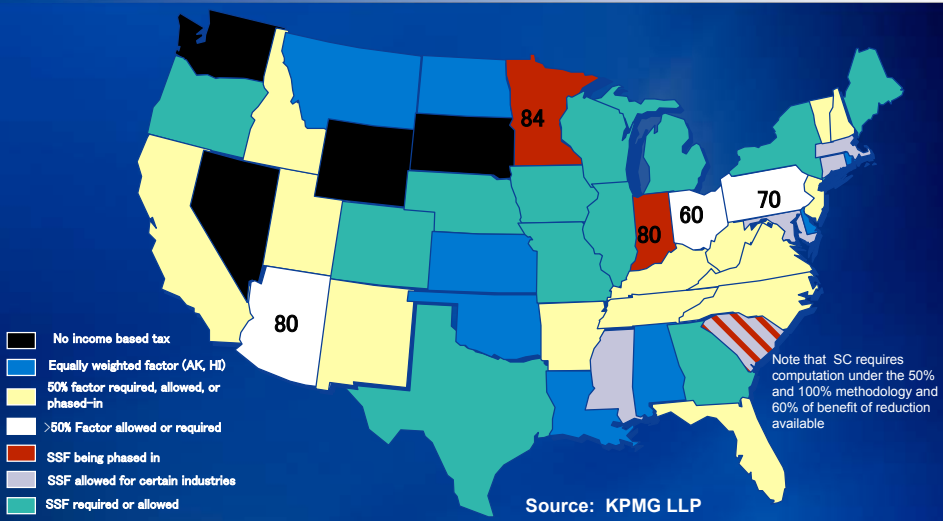 84
60
70
80
80
No income based tax
Equally weighted factor (AK, HI)
50% factor required, allowed, or
phased-in
>50% Factor allowed or required
SSF being phased in
SSF allowed for certain industries
SSF required or allowed
Note that SC requires
computation under the 50%
and 100% methodology and
60% of benefit of reduction
available
Source: KPMG LLP